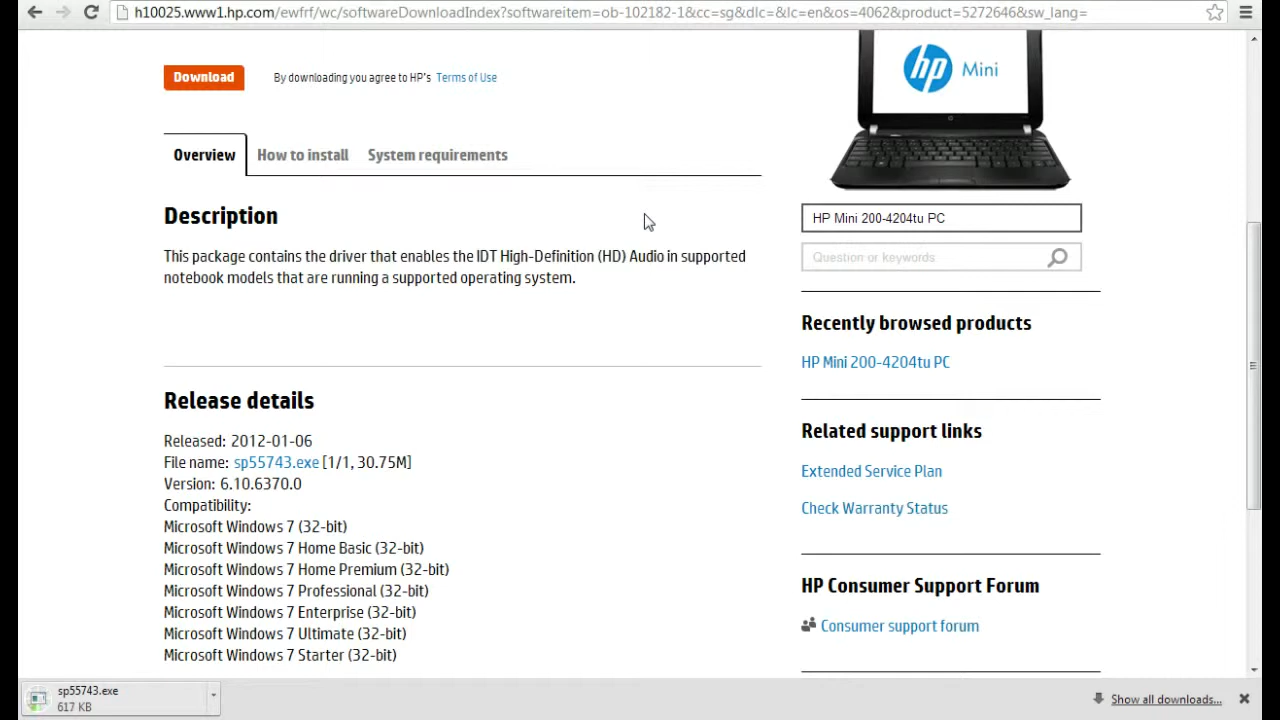 h10025.www1.hp.com/ewfrf/wc/softwareDownloadIndex?softwareitem=ob-102182-1&cc=sg&dlc=&lc=en&os=4062&product=5272646&sw_lang=
Download
By downloading you agree to HP's Terms of Use
hp Mini
Overview
How to install
System requirements
Description
This package contains the driver that enables the IDT High-Definition (HD) Audio in supported
notebook models that are running a supported operating system.
Release details
Released: 2012-01-06
File name: sp55743.exe [1/1, 30.75M]
Version: 6.10.6370.0
Compatibility:
Microsoft Windows 7 (32-bit)
Microsoft Windows 7 Home Basic (32-bit)
Microsoft Windows 7 Home Premium (32-bit)
Microsoft Windows 7 Professional (32-bit)
Microsoft Windows 7 Enterprise (32-bit)
Microsoft Windows 7 Ultimate (32-bit)
Microsoft Windows 7 Starter (32-bit)
HP Mini 200-4204tu PC
Question or keywords
Recently browsed products
HP Mini 200-4204tu PC
Related support links
Extended Service Plan
Check Warranty Status
HP Consumer Support Forum
Consumer support forum
sp55743.exe
617 KB
Show all downloads...